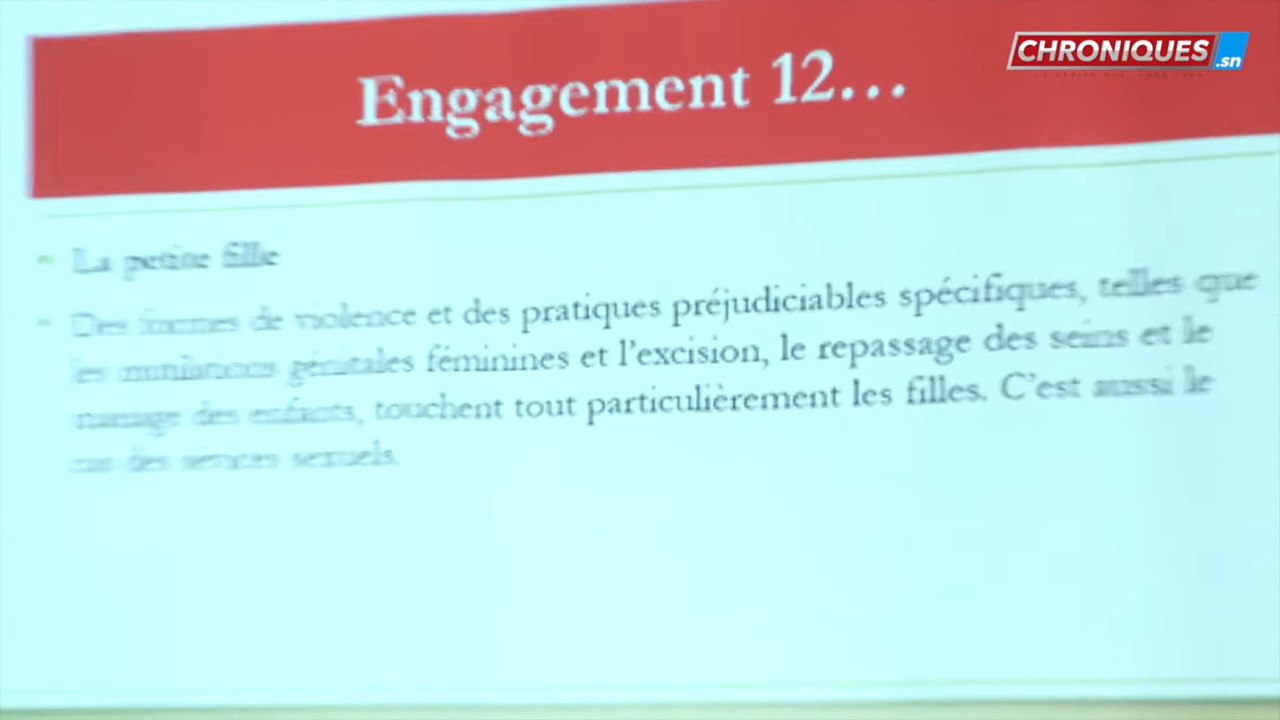 CHRONIQUES.sn
Engagement 12...
La petite fille
Des formes de violence et des pratiques préjudiciables spécifiques, telles que
les mutilations génitales féminines et l'excision, le repassage des seins et le
mariage des enfants, touchent tout particulièrement les filles. C'est aussi le
cas des sévices sexuels.